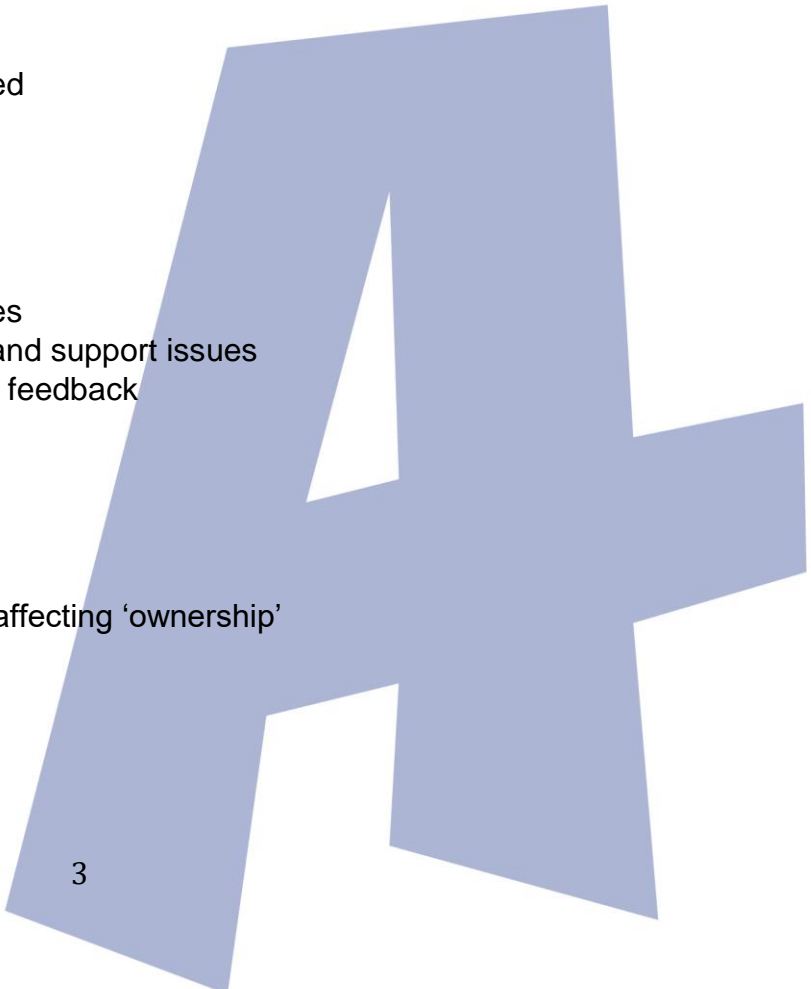 ed
es
and support issues
feedback
affecting ‘ownership’
3